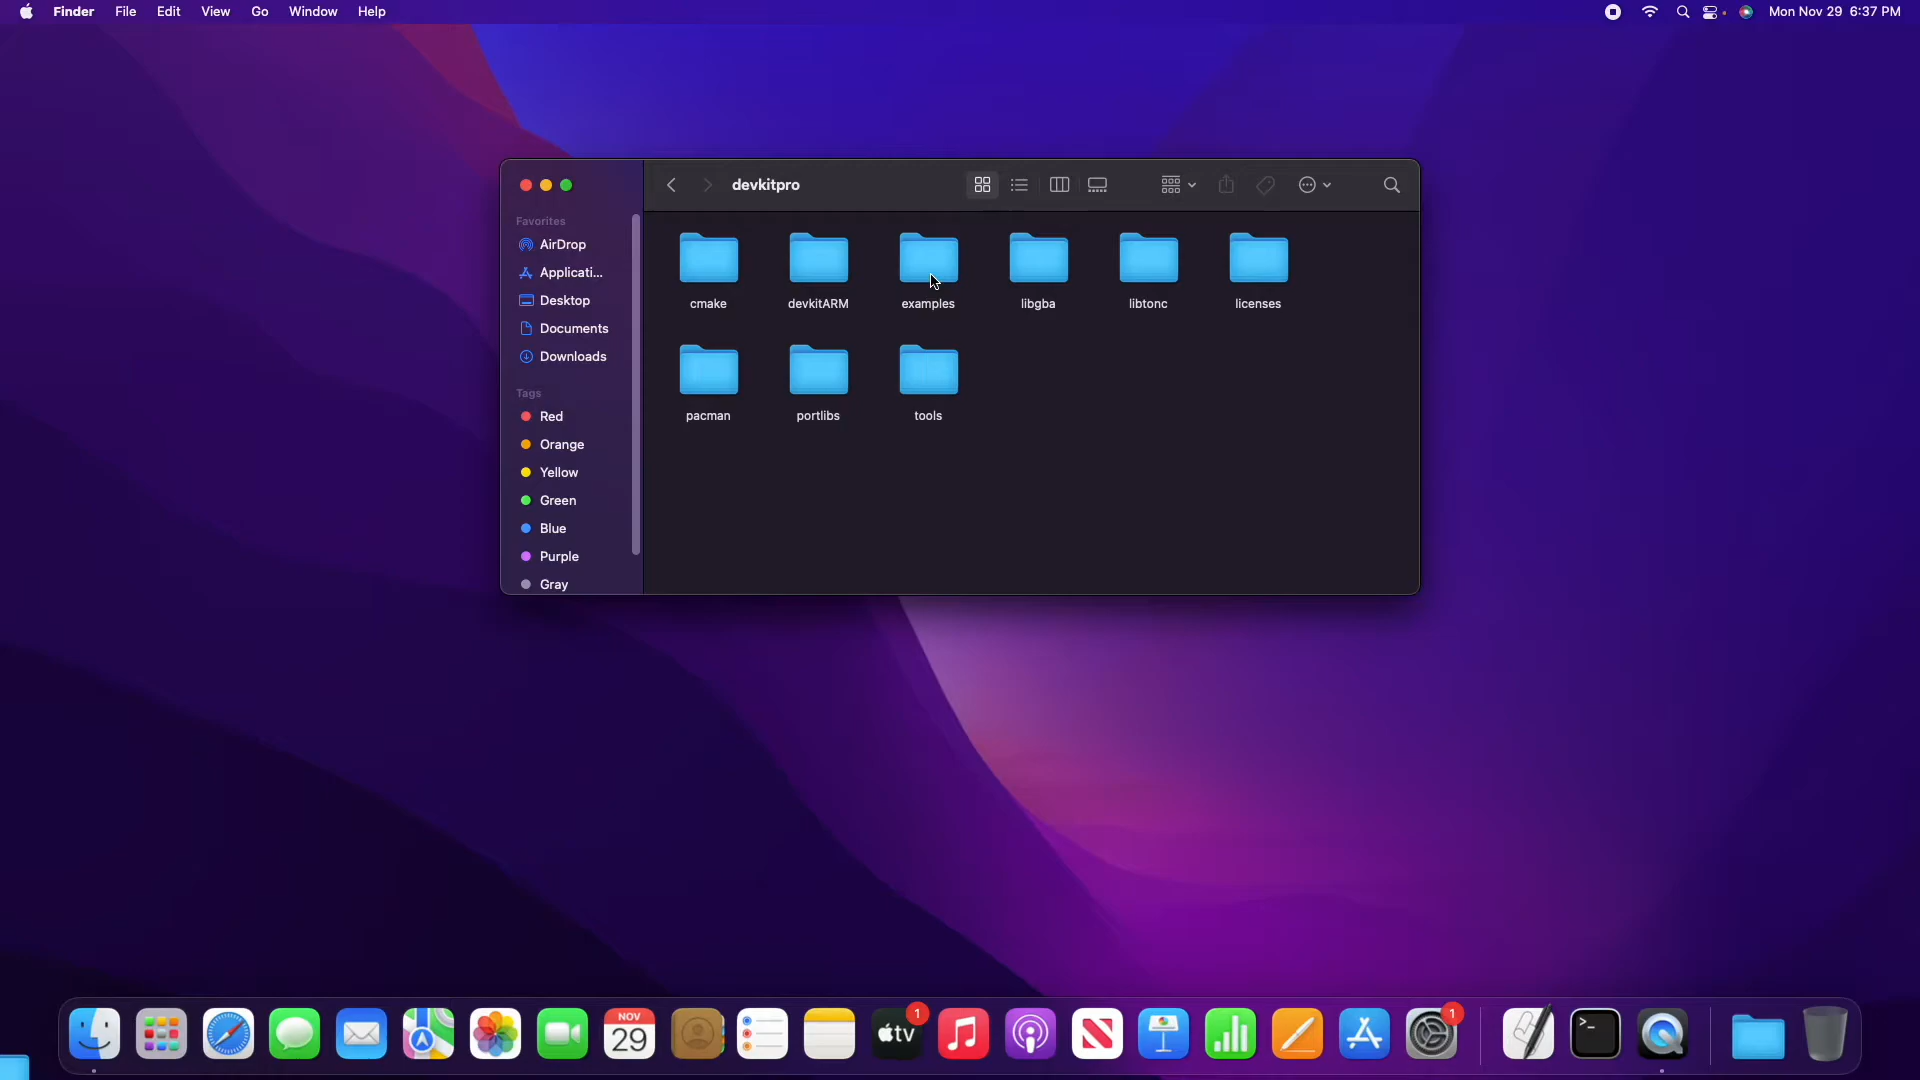 Finder File Edit View Go Window Help
Mon Nov 29 6:37 PM
devkitpro
Favorites
AirDrop
Applicati...
Desktop
Documents
Downloads
Tags
Red
Orange
Yellow
Green
Blue
Purple
Gray
cmake devkitARM examples libgba libtonc licenses
pacman portlibs tools
NOV
29
tv
1
1
>_